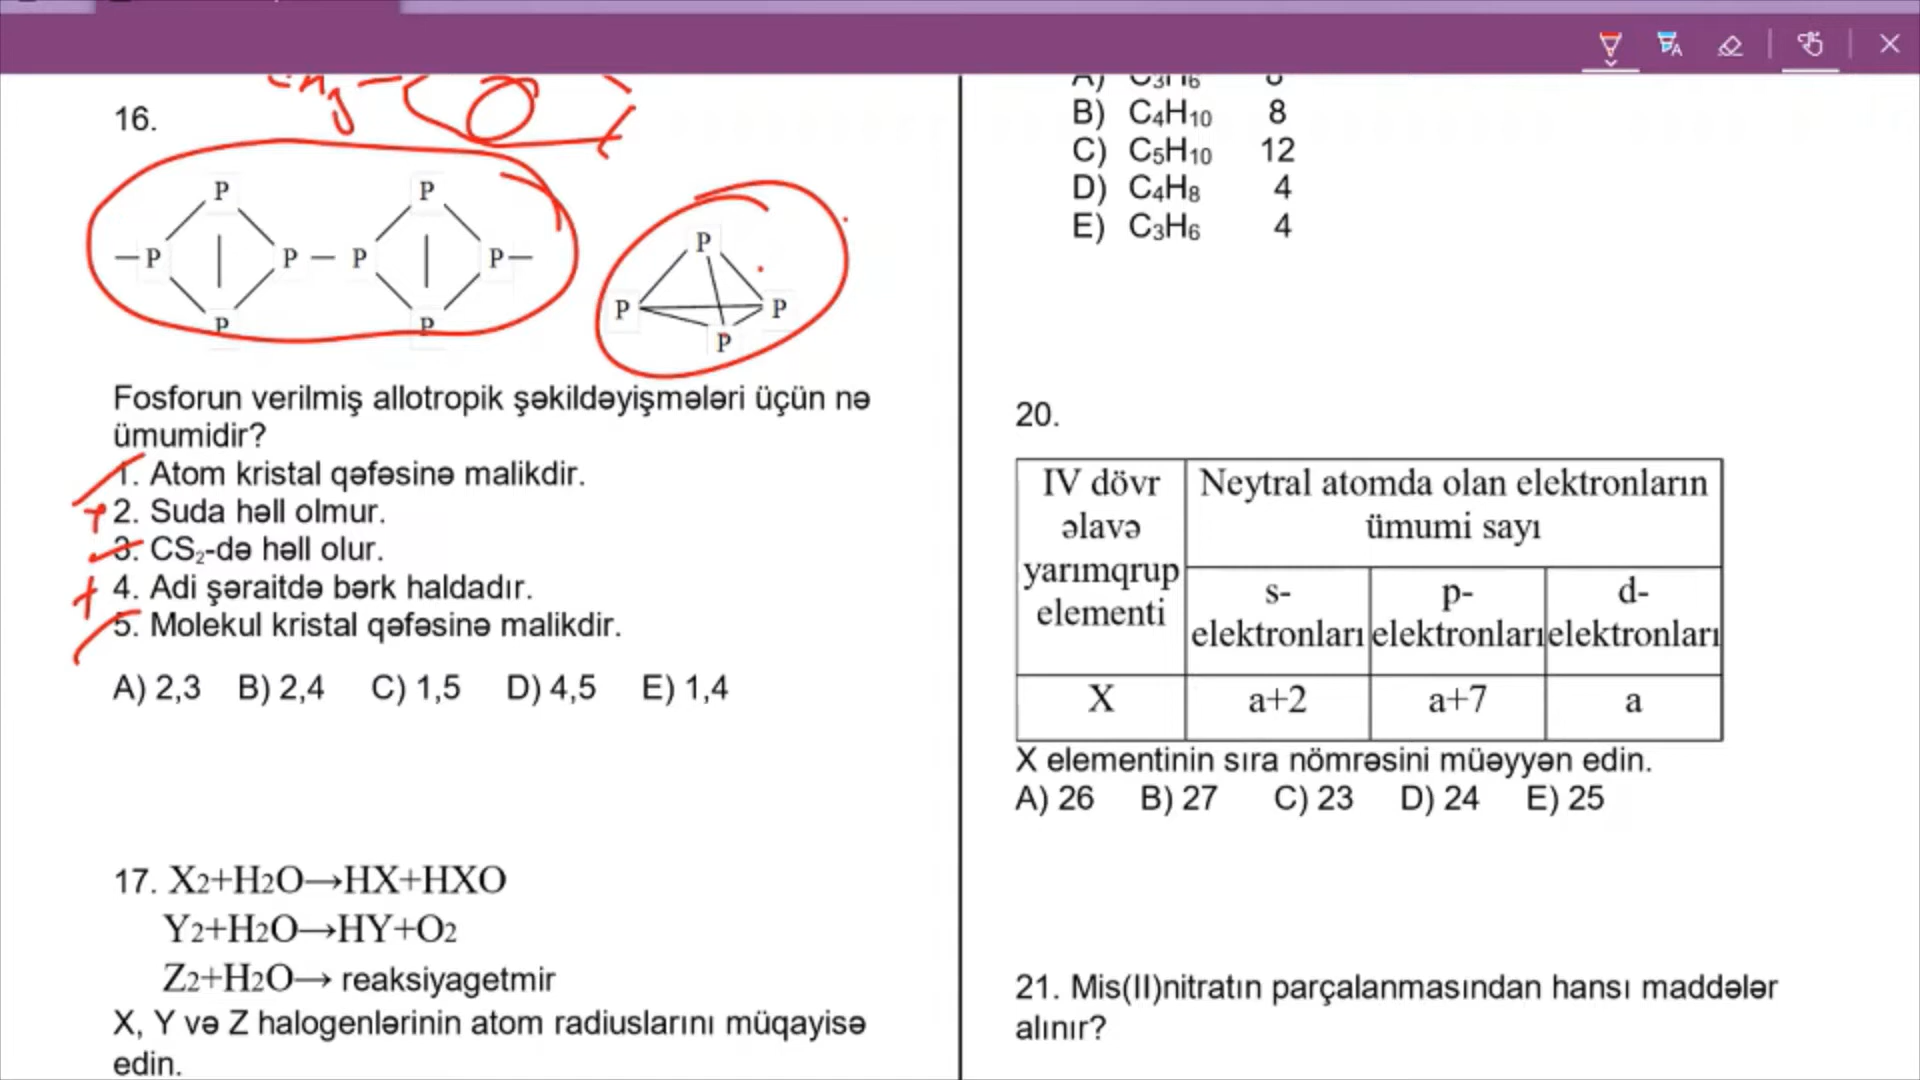 16.
P P
—P P — P P—
P P
P
P P
P
Fosforun verilmiş allotropik şəkildəyişmələri üçün nə
ümumidir?
1. Atom kristal qəfəsinə malikdir.
2. Suda həll olmur.
3. CS₂-də həll olur.
4. Adi şəraitdə bərk haldadır.
5. Molekul kristal qəfəsinə malikdir.
A) 2,3 B) 2,4 C) 1,5 D) 4,5 E) 1,4
17. X₂+H₂O→HX+HXO
Y₂+H₂O→HY+O₂
Z₂+H₂O→ reaksiyagetmir
X, Y və Z halogenlərinin atom radiuslarını müqayisə
edin.
A) C₃H₆
B) C₄H₁₀ 8
C) C₅H₁₀ 12
D) C₄H₈ 4
E) C₃H₆ 4
20.
IV dövr
əlavə
yarımqrup
elementi
Neytral atomda olan elektronların
ümumi sayı
s-
elektronları
p-
elektronları
d-
elektronları
X a+2 a+7 a
X elementinin sıra nömrəsini müəyyən edin.
A) 26 B) 27 C) 23 D) 24 E) 25
21. Mis(II)nitratın parçalanmasından hansı maddələr
alınır?